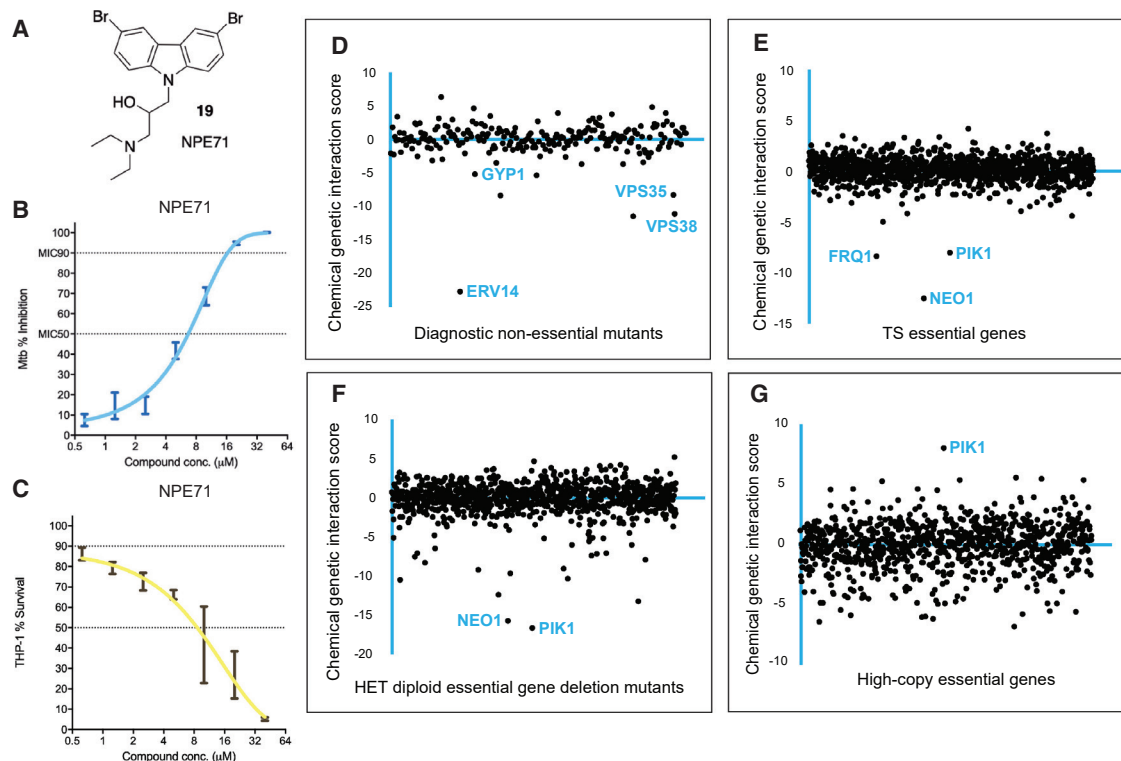 A
Br
Br
N
HO
19
N
NPE71
B
NPE71
Mtb % Inhibition
100
MIC90
80
70
60
MIC50
40
30
20
10
0
0.5 1 2 4 8 16 32 64
Compound conc. (µM)
C
NPE71
THP-1 % Survival
100
90
80
70
60
50
40
30
20
10
0
0.5 1 2 4 8 16 32 64
Compound conc. (µM)
D
Chemical genetic interaction score
10
5
0
-5
-10
-15
-20
-25
GYP1
VPS35
VPS38
ERV14
Diagnostic non-essential mutants
E
Chemical genetic interaction score
10
5
0
-5
-10
-15
FRQ1
PIK1
NEO1
TS essential genes
F
Chemical genetic interaction score
10
5
0
-5
-10
-15
-20
NEO1
PIK1
HET diploid essential gene deletion mutants
G
Chemical genetic interaction score
10
5
0
-5
-10
PIK1
High-copy essential genes